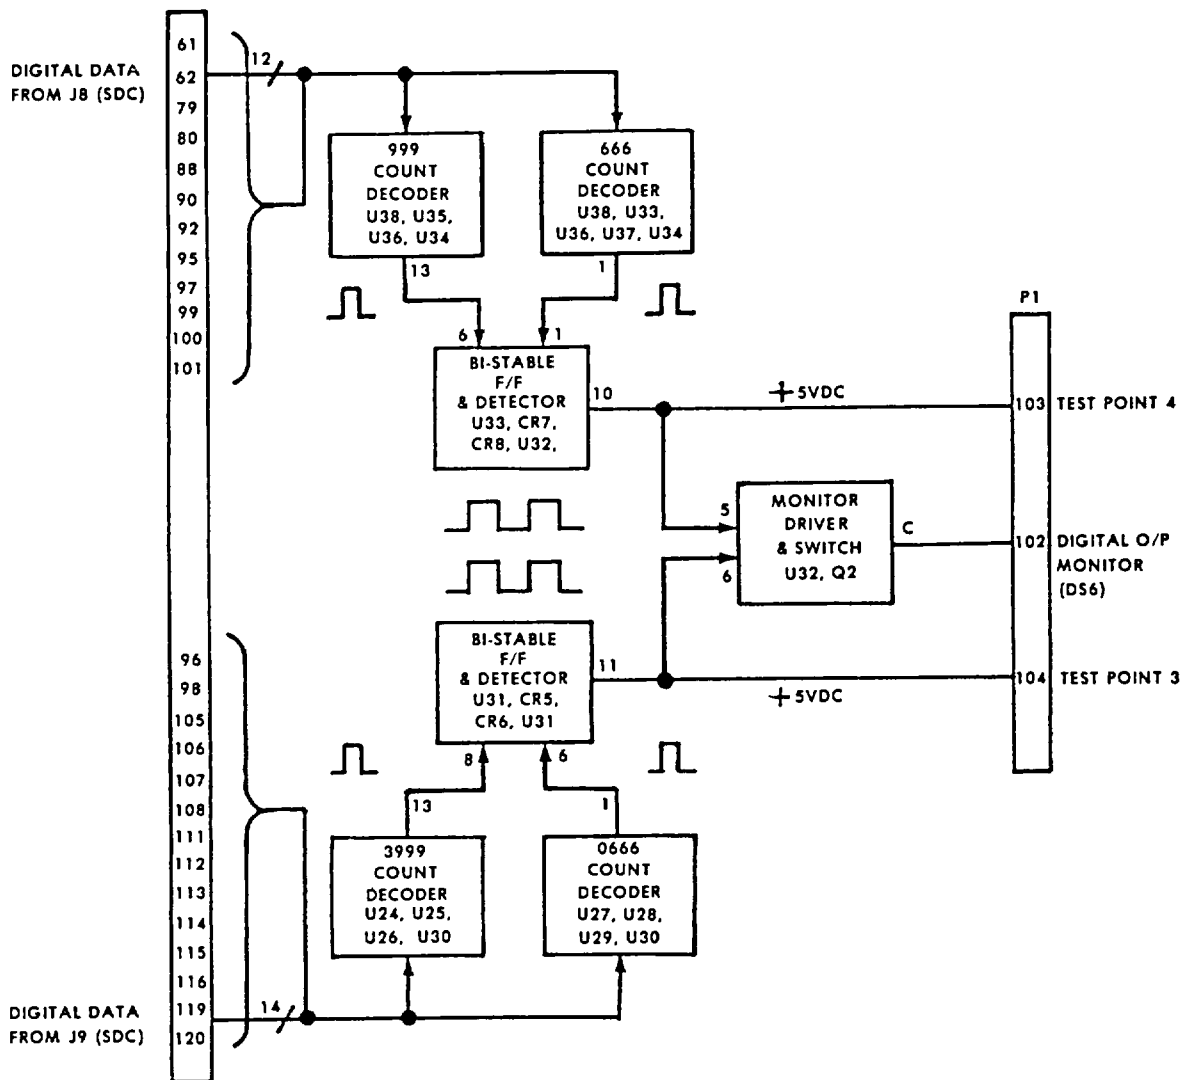 DIGITAL DATA
FROM J8 (SDC)
61
62
79
80
88
90
92
95
97
99
100
101
12
999
COUNT
DECODER
U38, U35,
U36, U34
13
666
COUNT
DECODER
U38, U33,
U36, U37, U34
1
6
1
BI-STABLE
F/F
& DETECTOR
U33, CR7,
CR8, U32,
10
+5VDC
P1
103
TEST POINT 4
5
6
MONITOR
DRIVER
& SWITCH
U32, Q2
C
102
DIGITAL O/P
MONITOR
(DS6)
BI-STABLE
F/F
& DETECTOR
U31, CR5,
CR6, U31
11
+5VDC
104
TEST POINT 3
8
6
13
1
3999
COUNT
DECODER
U24, U25,
U26, U30
0666
COUNT
DECODER
U27, U28,
U29, U30
96
98
105
106
107
108
111
112
113
114
115
116
119
120
14
DIGITAL DATA
FROM J9 (SDC)